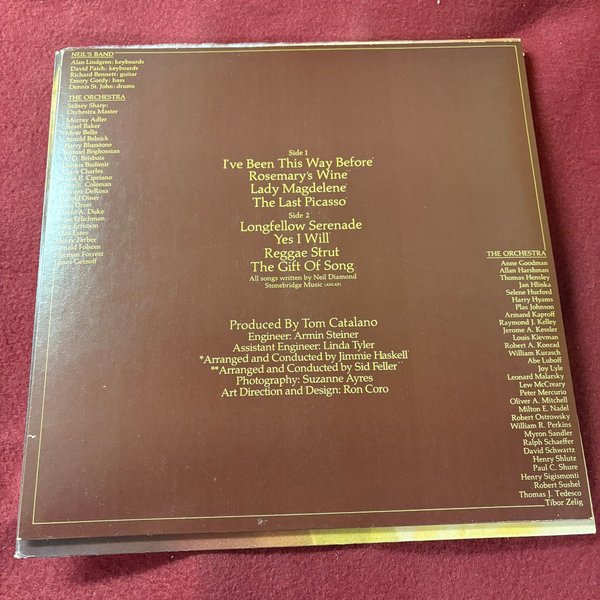 NEIL'S BAND
Alan Lindgren: keyboards
David Paich: keyboards
Richard Bennett: guitar
Emory Gordy: bass
Dennis St. John: drums
THE ORCHESTRA
Sidney Sharp:
Orchestra Master
Murray Adler
Israel Baker
Myer Bello
Arnold Belnick
Harry Bluestone
Samuel Boghossian
D. Brisbois
Dennis Budimir
Charles
P. Cipriano
L. Coleman
DeRosa
Diner
A. Duke
Erlichman
Erlisson
Estes
Henry Ferber
Ronald Folsom
Norman Forrest
James Getzoff
Side 1
I've Been This Way Before*
Rosemary's Wine**
Lady Magdelene*
The Last Picasso*
Side 2
Longfellow Serenade
Yes I Will
Reggae Strut
The Gift Of Song
All songs written by Neil Diamond
Stonebridge Music (ASCAP)
Produced By Tom Catalano
Engineer: Armin Steiner
Assistant Engineer: Linda Tyler
*Arranged and Conducted by Jimmie Haskell
**Arranged and Conducted by Sid Feller
Photography: Suzanne Ayres
Art Direction and Design: Ron Coro
THE ORCHESTRA
Anne Goodman
Allan Harshman
Thomas Hensley
Jan Hlinka
Selene Hurford
Harry Hyams
Plas Johnson
Armand Kaproff
Raymond J. Kelley
Jerome A. Kessler
Louis Kievman
Robert A. Konrad
William Kurasch
Abe Luboff
Joy Lyle
Leonard Malarsky
Lew McCreary
Peter Mercurio
Oliver A. Mitchell
Milton E. Nadel
Robert Ostrowsky
William R. Perkins
Myron Sandler
Ralph Schaeffer
David Schwartz
Henry Shlutz
Paul C. Shure
Henry Sigismonti
Robert Sushel
Thomas J. Tedesco
Tibor Zelig